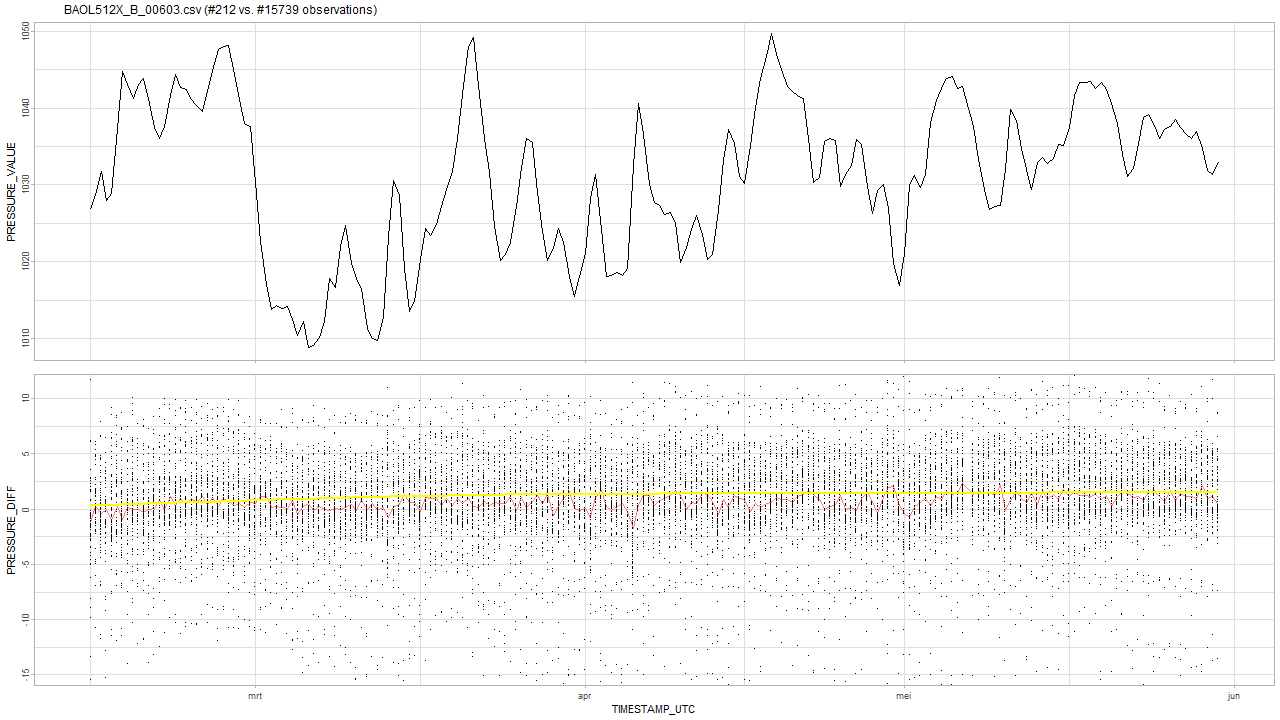 BAOL512X_B_00603.csv (#212 vs. #15739 observations)
PRESSURE_VALUE
1050
1040
1030
1020
1010
PRESSURE_DIFF
10
5
0
-5
-10
-15
mrt apr mei jun
TIMESTAMP_UTC